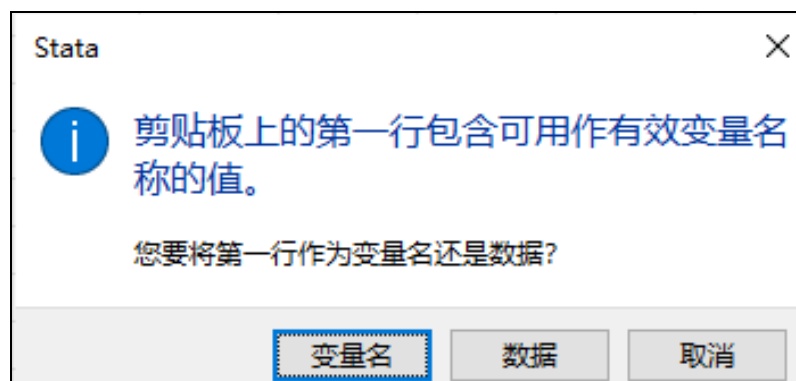 Stata
剪贴板上的第一行包含可用作有效变量名
称的值。
您要将第一行作为变量名还是数据?
变量名 数据 取消